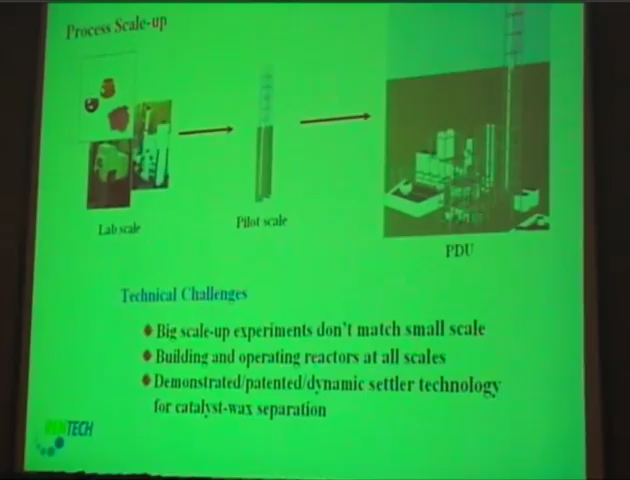 Process Scale-up
Lab scale
Pilot scale
PDU
Technical Challenges
Big scale-up experiments don't match small scale
Building and operating reactors at all scales
Demonstrated/patented/dynamic settler technology
for catalyst-wax separation
RENTECH